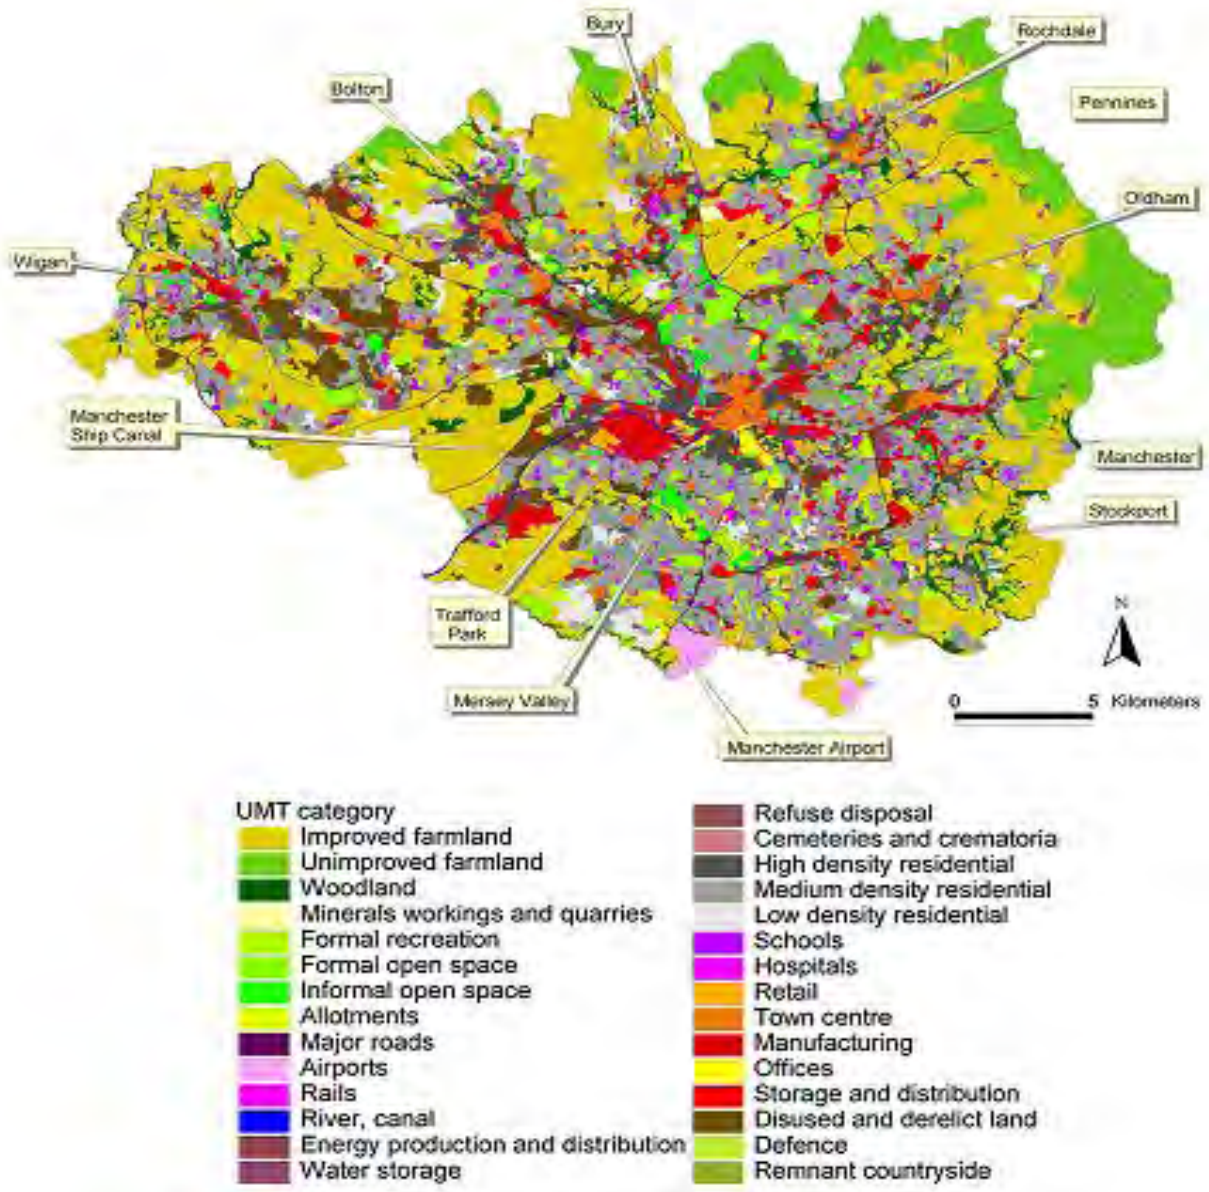 Bury
Rochdale
Bolton
Pennines
Oldham
Wigan
Manchester
Ship Canal
Manchester
Stockport
Trafford
Park
N
Mersey Valley
0 5 Kilometers
Manchester Airport
UMT category
Improved farmland
Unimproved farmland
Woodland
Minerals workings and quarries
Formal recreation
Formal open space
Informal open space
Allotments
Major roads
Airports
Rails
River, canal
Energy production and distribution
Water storage
Refuse disposal
Cemeteries and crematoria
High density residential
Medium density residential
Low density residential
Schools
Hospitals
Retail
Town centre
Manufacturing
Offices
Storage and distribution
Disused and derelict land
Defence
Remnant countryside